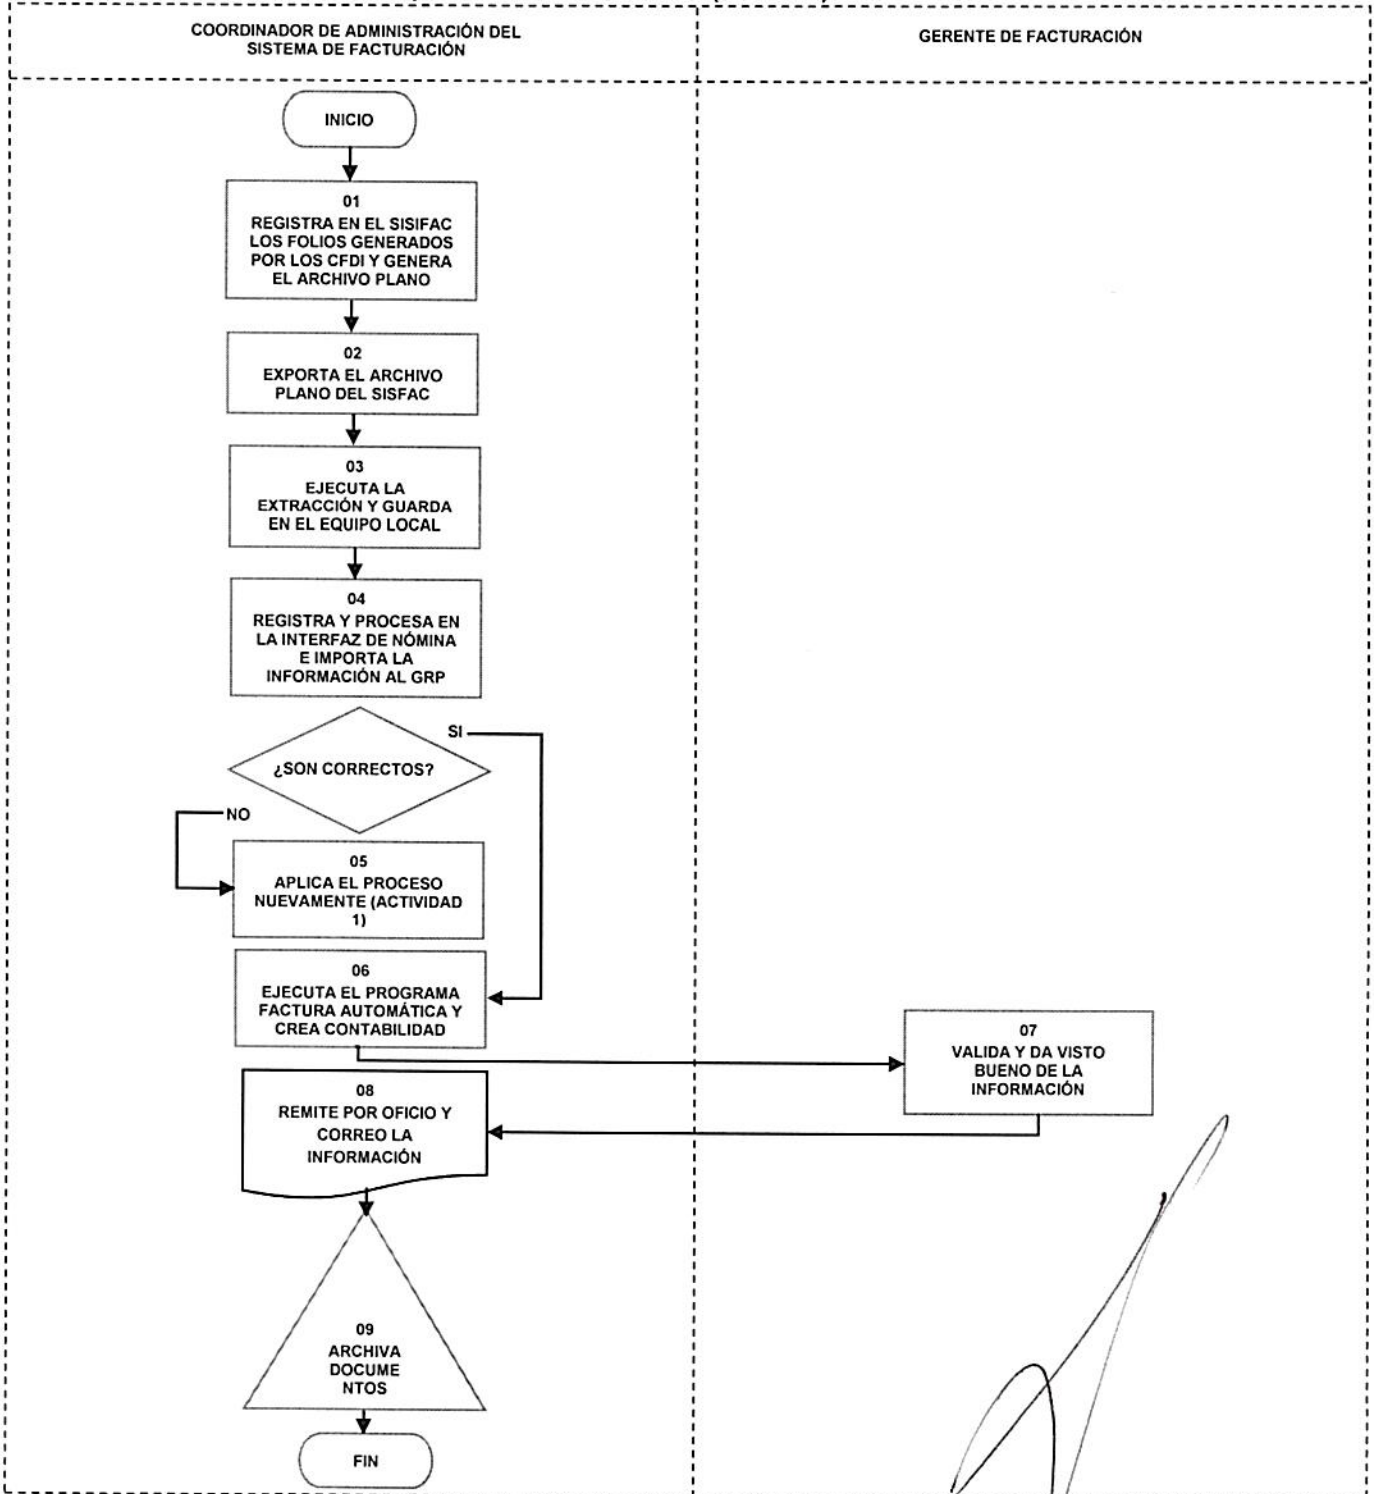 COORDINADOR DE ADMINISTRACIÓN DEL
SISTEMA DE FACTURACIÓN
GERENTE DE FACTURACIÓN
INICIO
01
REGISTRA EN EL SISIFAC
LOS FOLIOS GENERADOS
POR LOS CFDI Y GENERA
EL ARCHIVO PLANO
02
EXPORTA EL ARCHIVO
PLANO DEL SISFAC
03
EJECUTA LA
EXTRACCIÓN Y GUARDA
EN EL EQUIPO LOCAL
04
REGISTRA Y PROCESA EN
LA INTERFAZ DE NÓMINA
E IMPORTA LA
INFORMACIÓN AL GRP
SI
¿SON CORRECTOS?
NO
05
APLICA EL PROCESO
NUEVAMENTE (ACTIVIDAD
1)
06
EJECUTA EL PROGRAMA
FACTURA AUTOMÁTICA Y
CREA CONTABILIDAD
07
VALIDA Y DA VISTO
BUENO DE LA
INFORMACIÓN
08
REMITE POR OFICIO Y
CORREO LA
INFORMACIÓN
09
ARCHIVA
DOCUME
NTOS
FIN